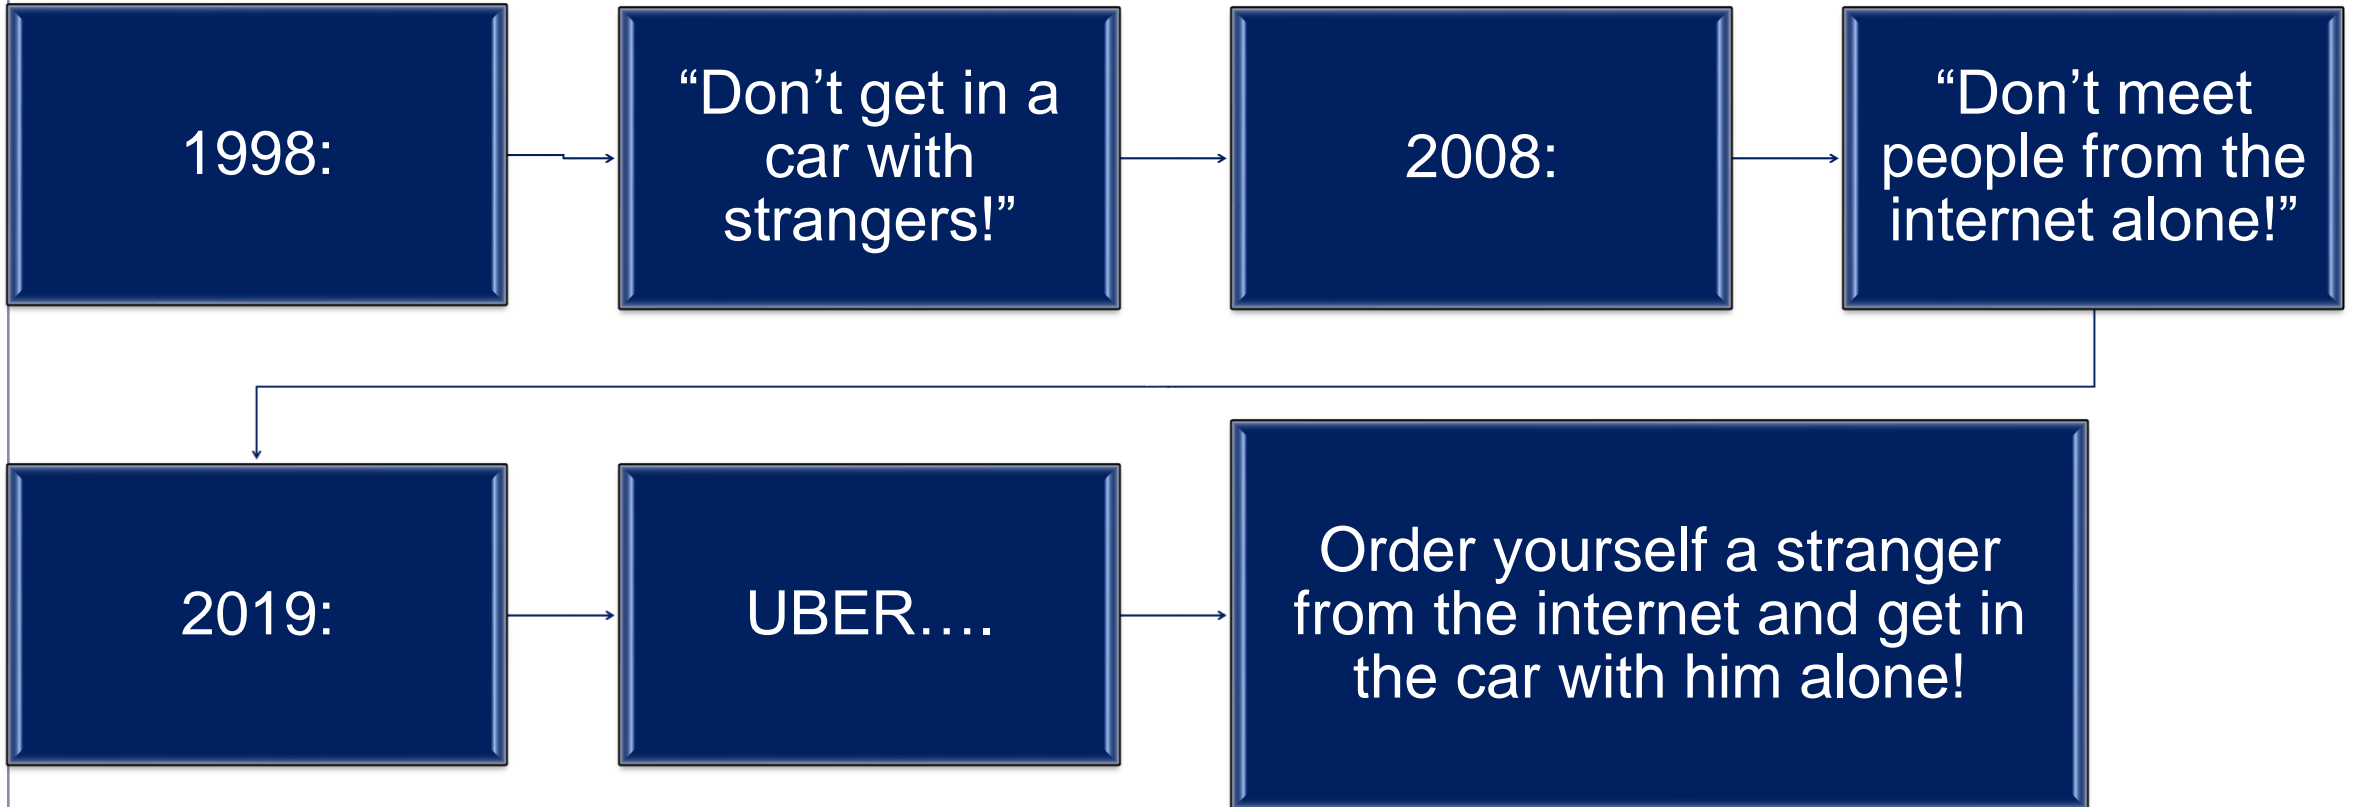 1998:
“Don’t get in a
car with
strangers!”
2008:
“Don’t meet
people from the
internet alone!”
2019:
UBER….
Order yourself a stranger
from the internet and get in
the car with him alone!